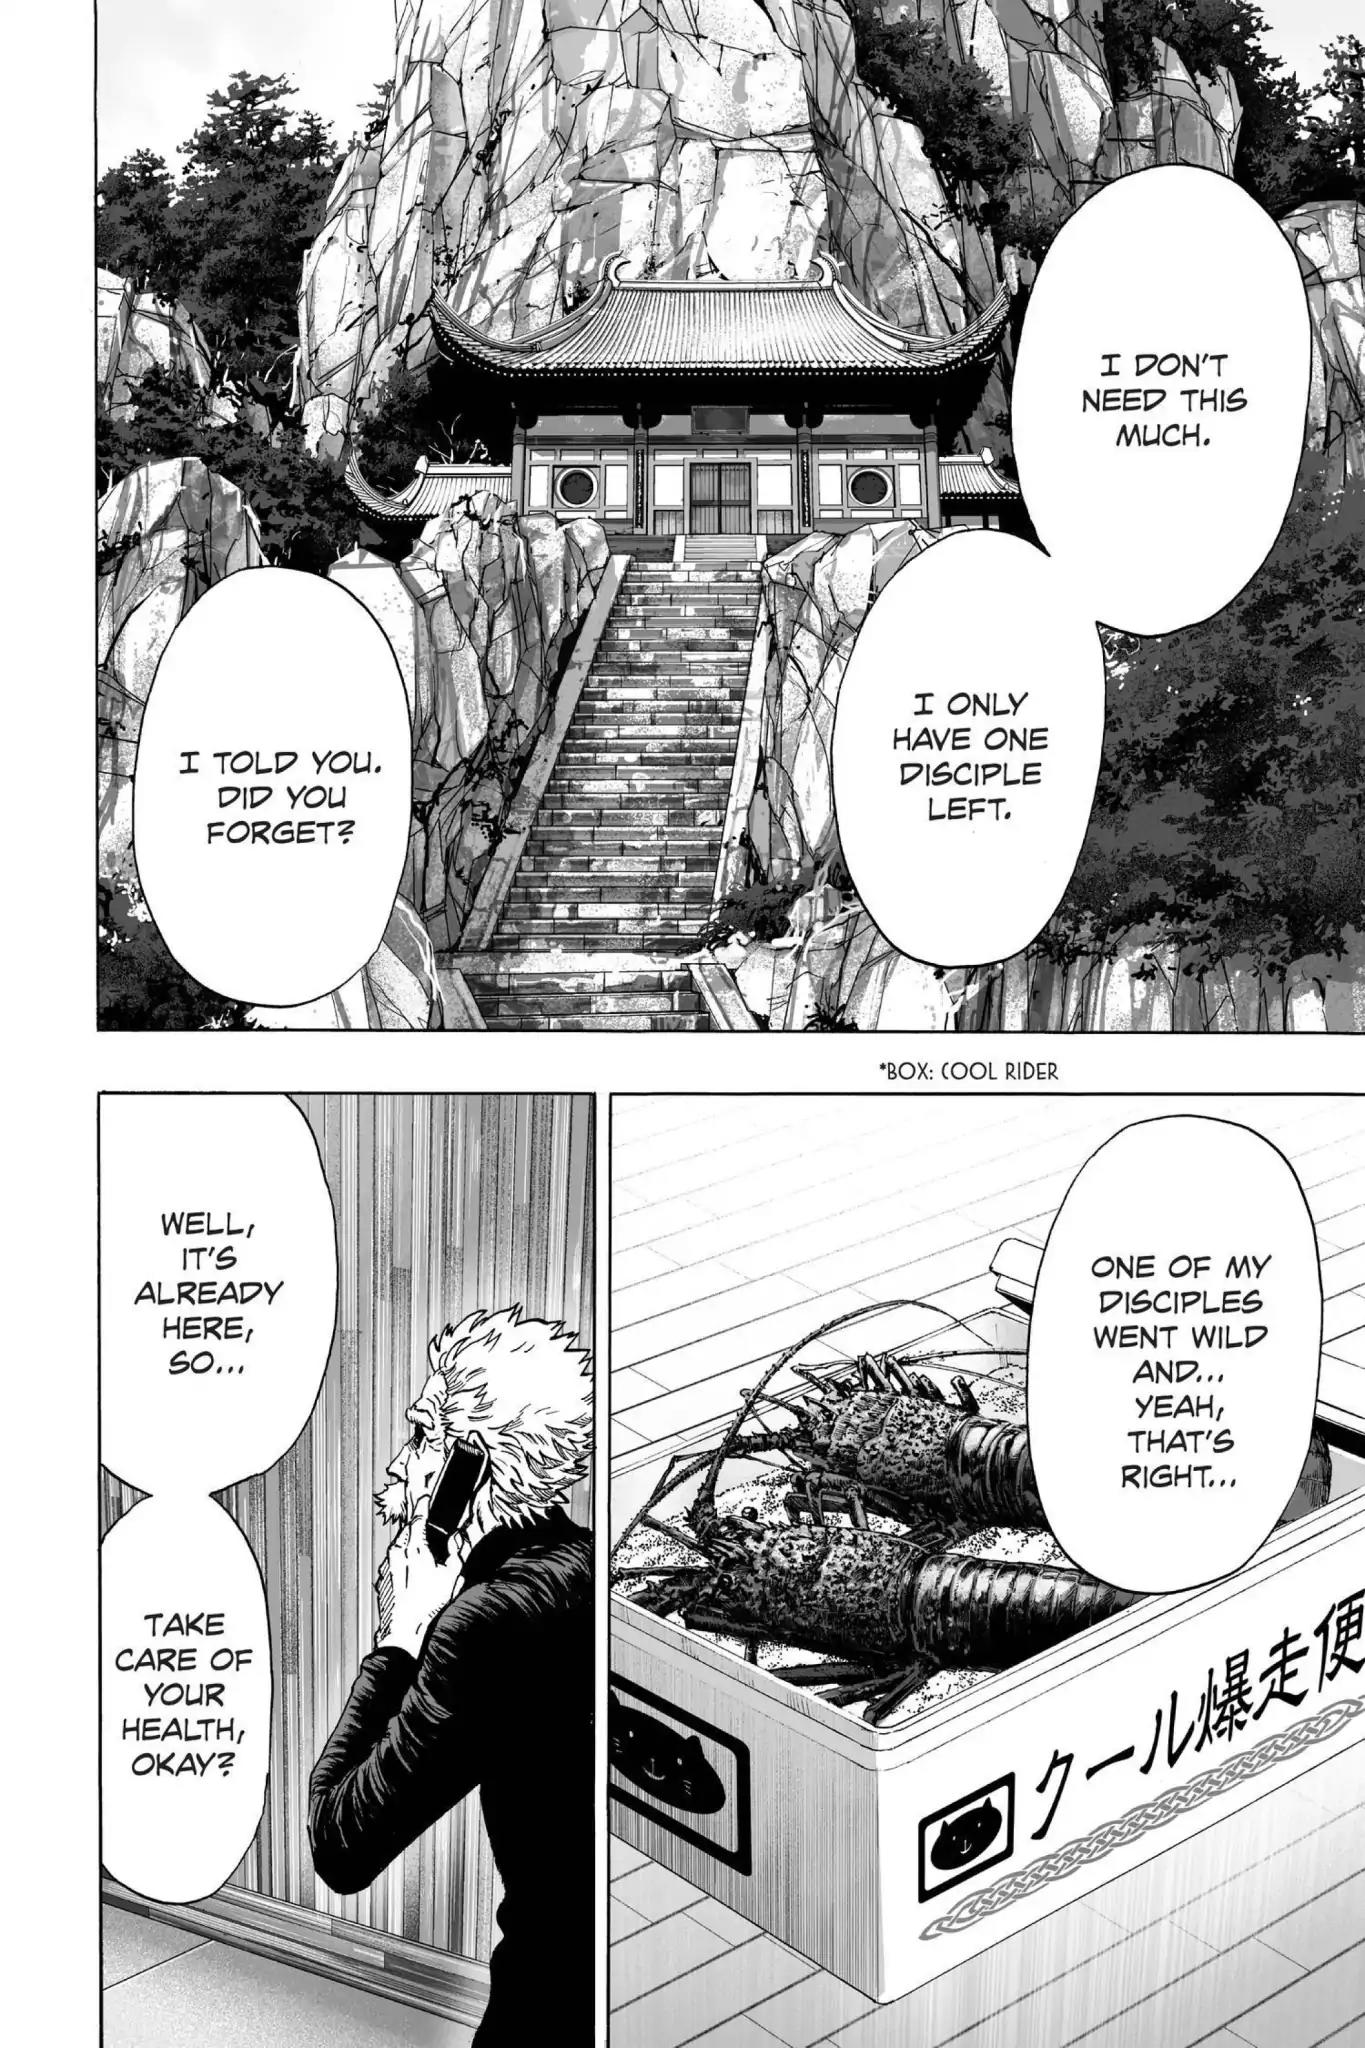 I DON'T
NEED THIS
MUCH.
I ONLY
HAVE ONE
DISCIPLE
LEFT.
I TOLD YOU.
DID YOU
FORGET?
*BOX: COOL RIDER
ONE OF MY
DISCIPLES
WENT WILD
AND...
YEAH,
THAT'S
RIGHT...
クール爆走便
WELL,
IT'S
ALREADY
HERE,
SO...
TAKE
CARE OF
YOUR
HEALTH,
OKAY?